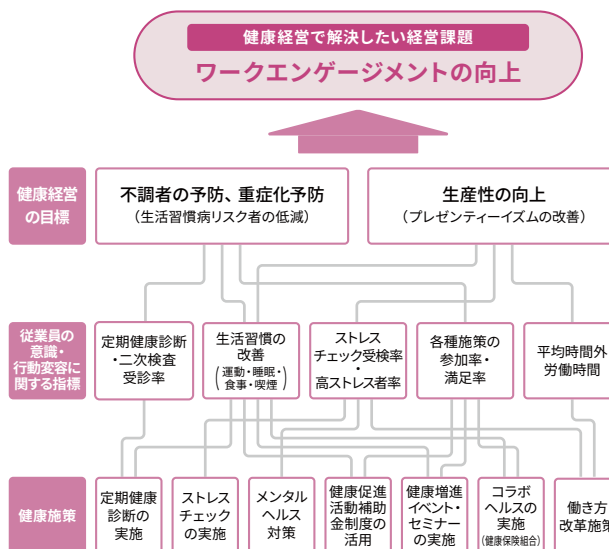 健康経営で解決したい経営課題
ワークエンゲージメントの向上
健康経営
の目標
不調者の予防、重症化予防
（生活習慣病リスク者の低減）
生産性の向上
（プレゼンティーイズムの改善）
従業員の
意識・
行動変容に
関する指標
定期健康診断
・二次検査
受診率
生活習慣の
改善
（運動・睡眠・
食事・喫煙）
ストレス
チェック受検率
・
高ストレス者率
各種施策の
参加率・
満足率
平均時間外
労働時間
健康施策
定期健康
診断の
実施
ストレス
チェック
の実施
メンタル
ヘルス
対策
健康促進
活動補助
金制度の
活用
健康増進
イベント・
セミナー
の実施
コラボ
ヘルスの
実施
（健康保険組合）
働き方
改革施策